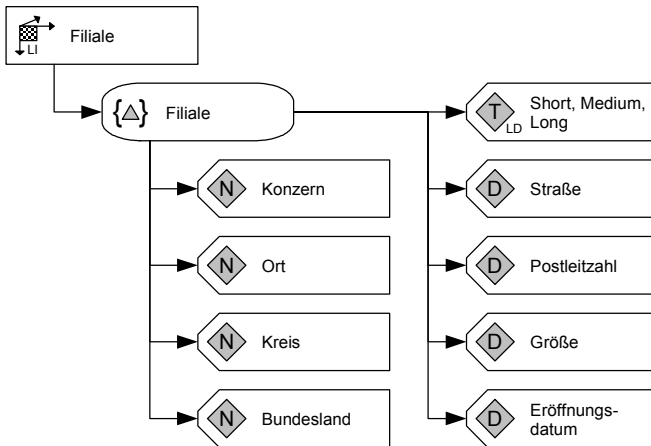 LI
Filiale
{ } Filiale
T LD Short, Medium,
Long
N Konzern
D Straße
N Ort
D Postleitzahl
N Kreis
D Größe
N Bundesland
D Eröffnungs-
datum